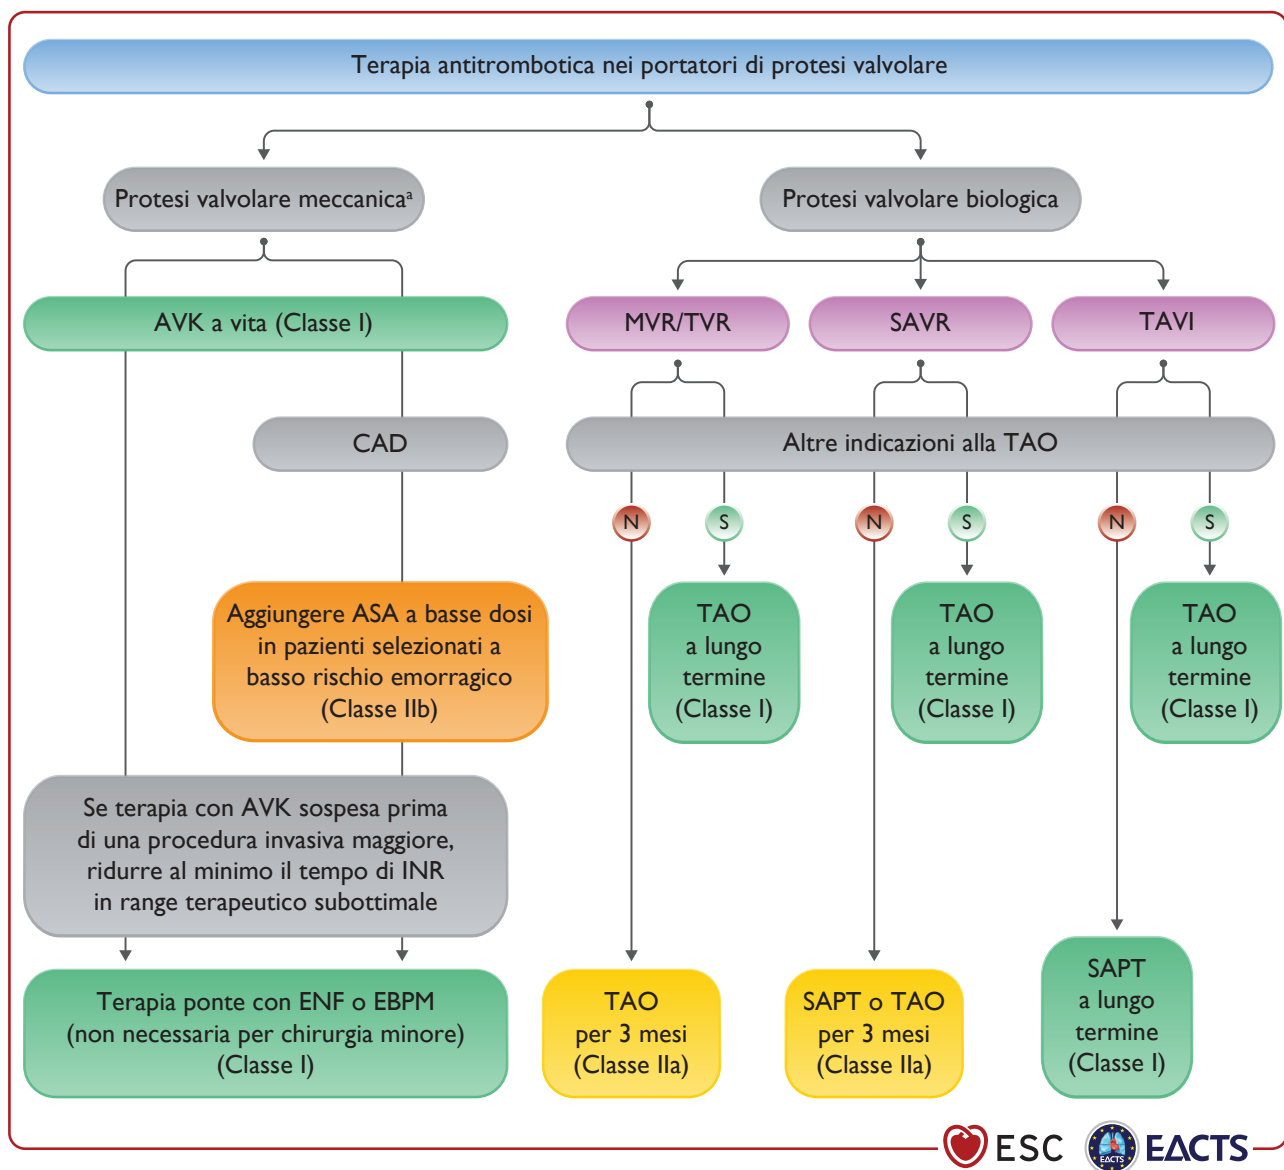 Terapia antitrombotica nei portatori di protesi valvolare
Protesi valvolare meccanicaᵃ
Protesi valvolare biologica
AVK a vita (Classe I)
MVR/TVR
SAVR
TAVI
CAD
Altre indicazioni alla TAO
N
S
N
S
N
S
Aggiungere ASA a basse dosi
in pazienti selezionati a
basso rischio emorragico
(Classe IIb)
TAO
a lungo
termine
(Classe I)
TAO
a lungo
termine
(Classe I)
TAO
a lungo
termine
(Classe I)
Se terapia con AVK sospesa prima
di una procedura invasiva maggiore,
ridurre al minimo il tempo di INR
in range terapeutico subottimale
Terapia ponte con ENF o EBPM
(non necessaria per chirurgia minore)
(Classe I)
TAO
per 3 mesi
(Classe IIa)
SAPT o TAO
per 3 mesi
(Classe IIa)
SAPT
a lungo
termine
(Classe I)
ESC
EΔCTS
EΔCTS